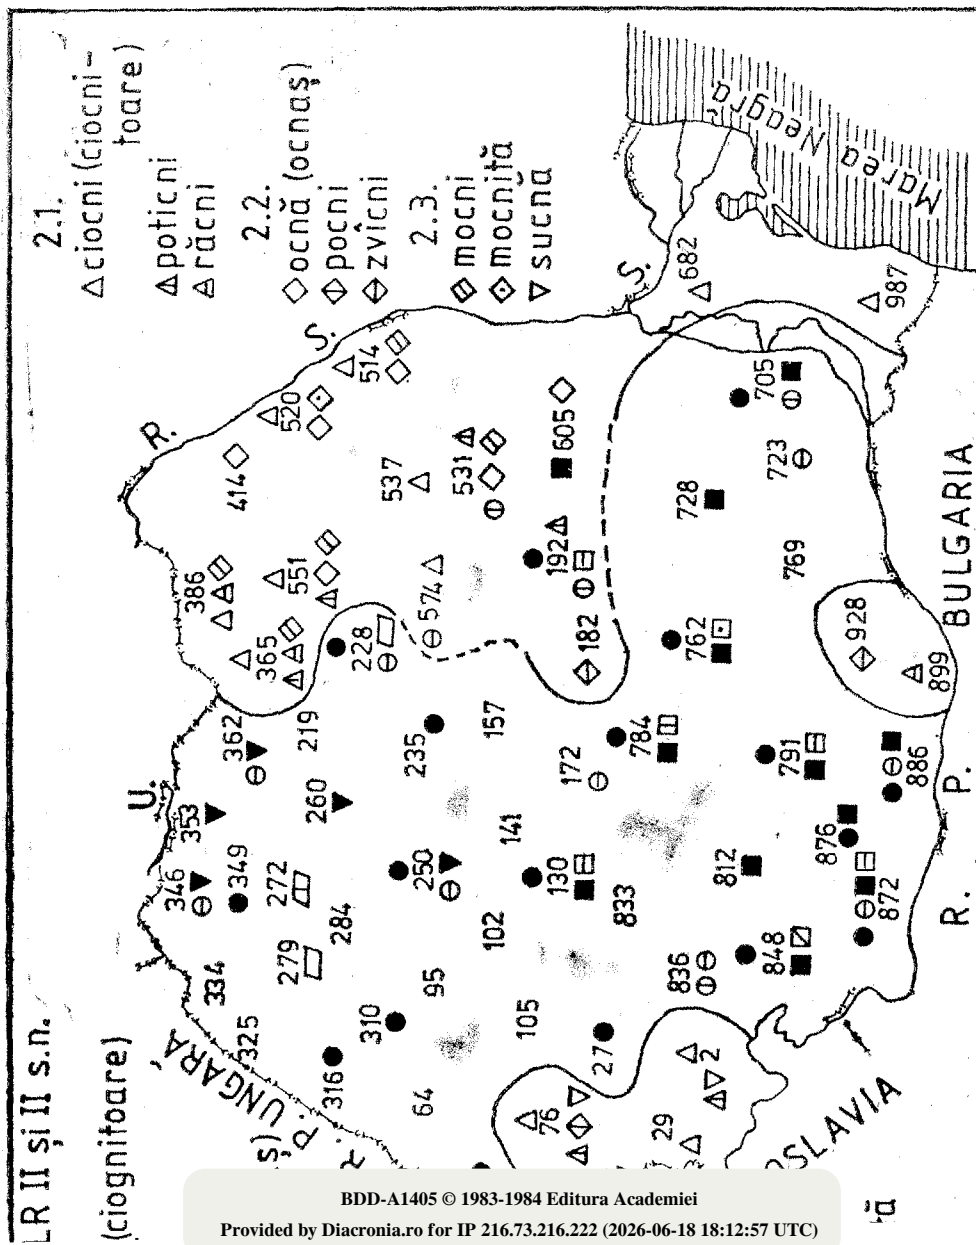 LR II și II s.n.
(ciognitoare)
2.1.
ciocni (ciocni-
toare)
poticni
răcni
2.2.
ocnă (ocnaș)
pocni
zvîcni
2.3.
mocni
mocnită
sucnă
R.
S.
S.
U.
Marea Neagră
R. P. UNGARĂ
R. P. BULGARIA
OSLAVIA
ș)
ă
414
520
514
386
551
537
531
605
365
574
192
228
182
682
987
705
723
728
769
928
899
762
362
219
235
157
172
784
791
886
353
260
141
250
130
812
876
346
349
272
284
102
833
872
334
279
95
836
848
325
310
105
316
64
27
2
76
29
BDD-A1405 © 1983-1984 Editura Academiei
Provided by Diacronia.ro for IP 216.73.216.222 (2026-06-18 18:12:57 UTC)